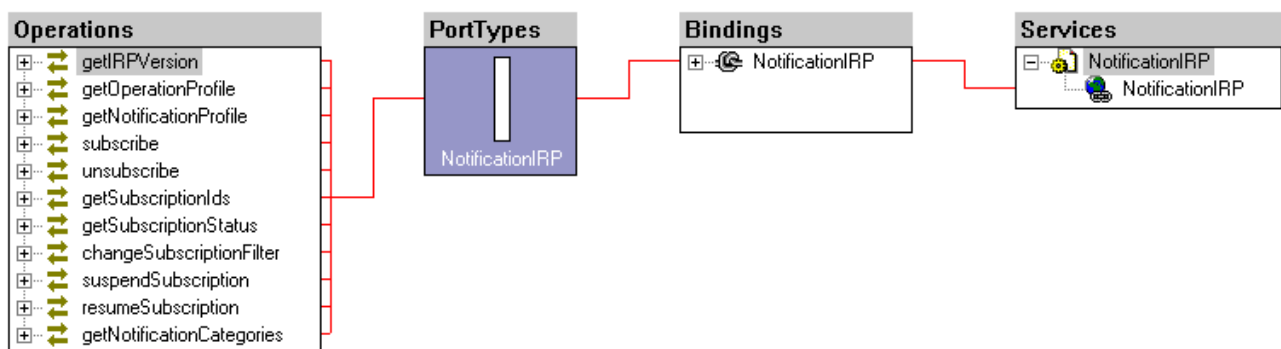 Operations
getIRPVersion
getOperationProfile
getNotificationProfile
subscribe
unsubscribe
getSubscriptionIds
getSubscriptionStatus
changeSubscriptionFilter
suspendSubscription
resumeSubscription
getNotificationCategories
PortTypes
NotificationIRP
Bindings
NotificationIRP
Services
NotificationIRP
NotificationIRP